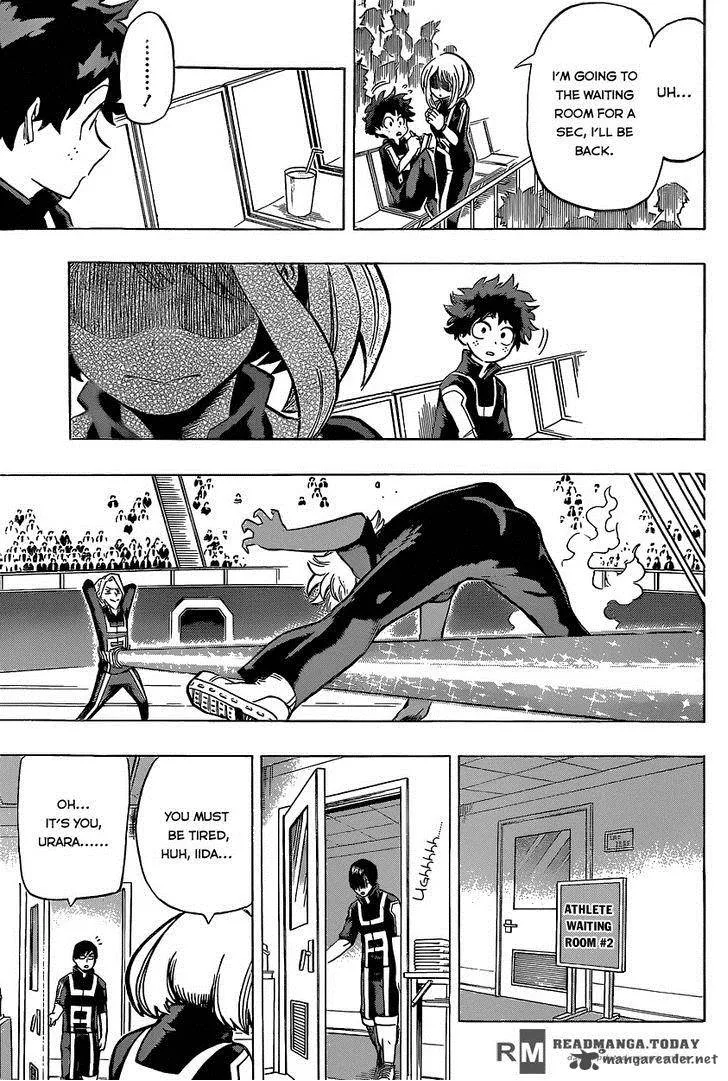 UH...
I'M GOING TO
THE WAITING
ROOM FOR A
SEC, I'LL BE
BACK.
.......
ATHLETE
WAITING
ROOM #2
Ughhhhh.....
YOU MUST
BE TIRED,
HUH, IIDA...
OH...
IT'S YOU,
URARA......
RM READMANGA.TODAY
mangareader.net